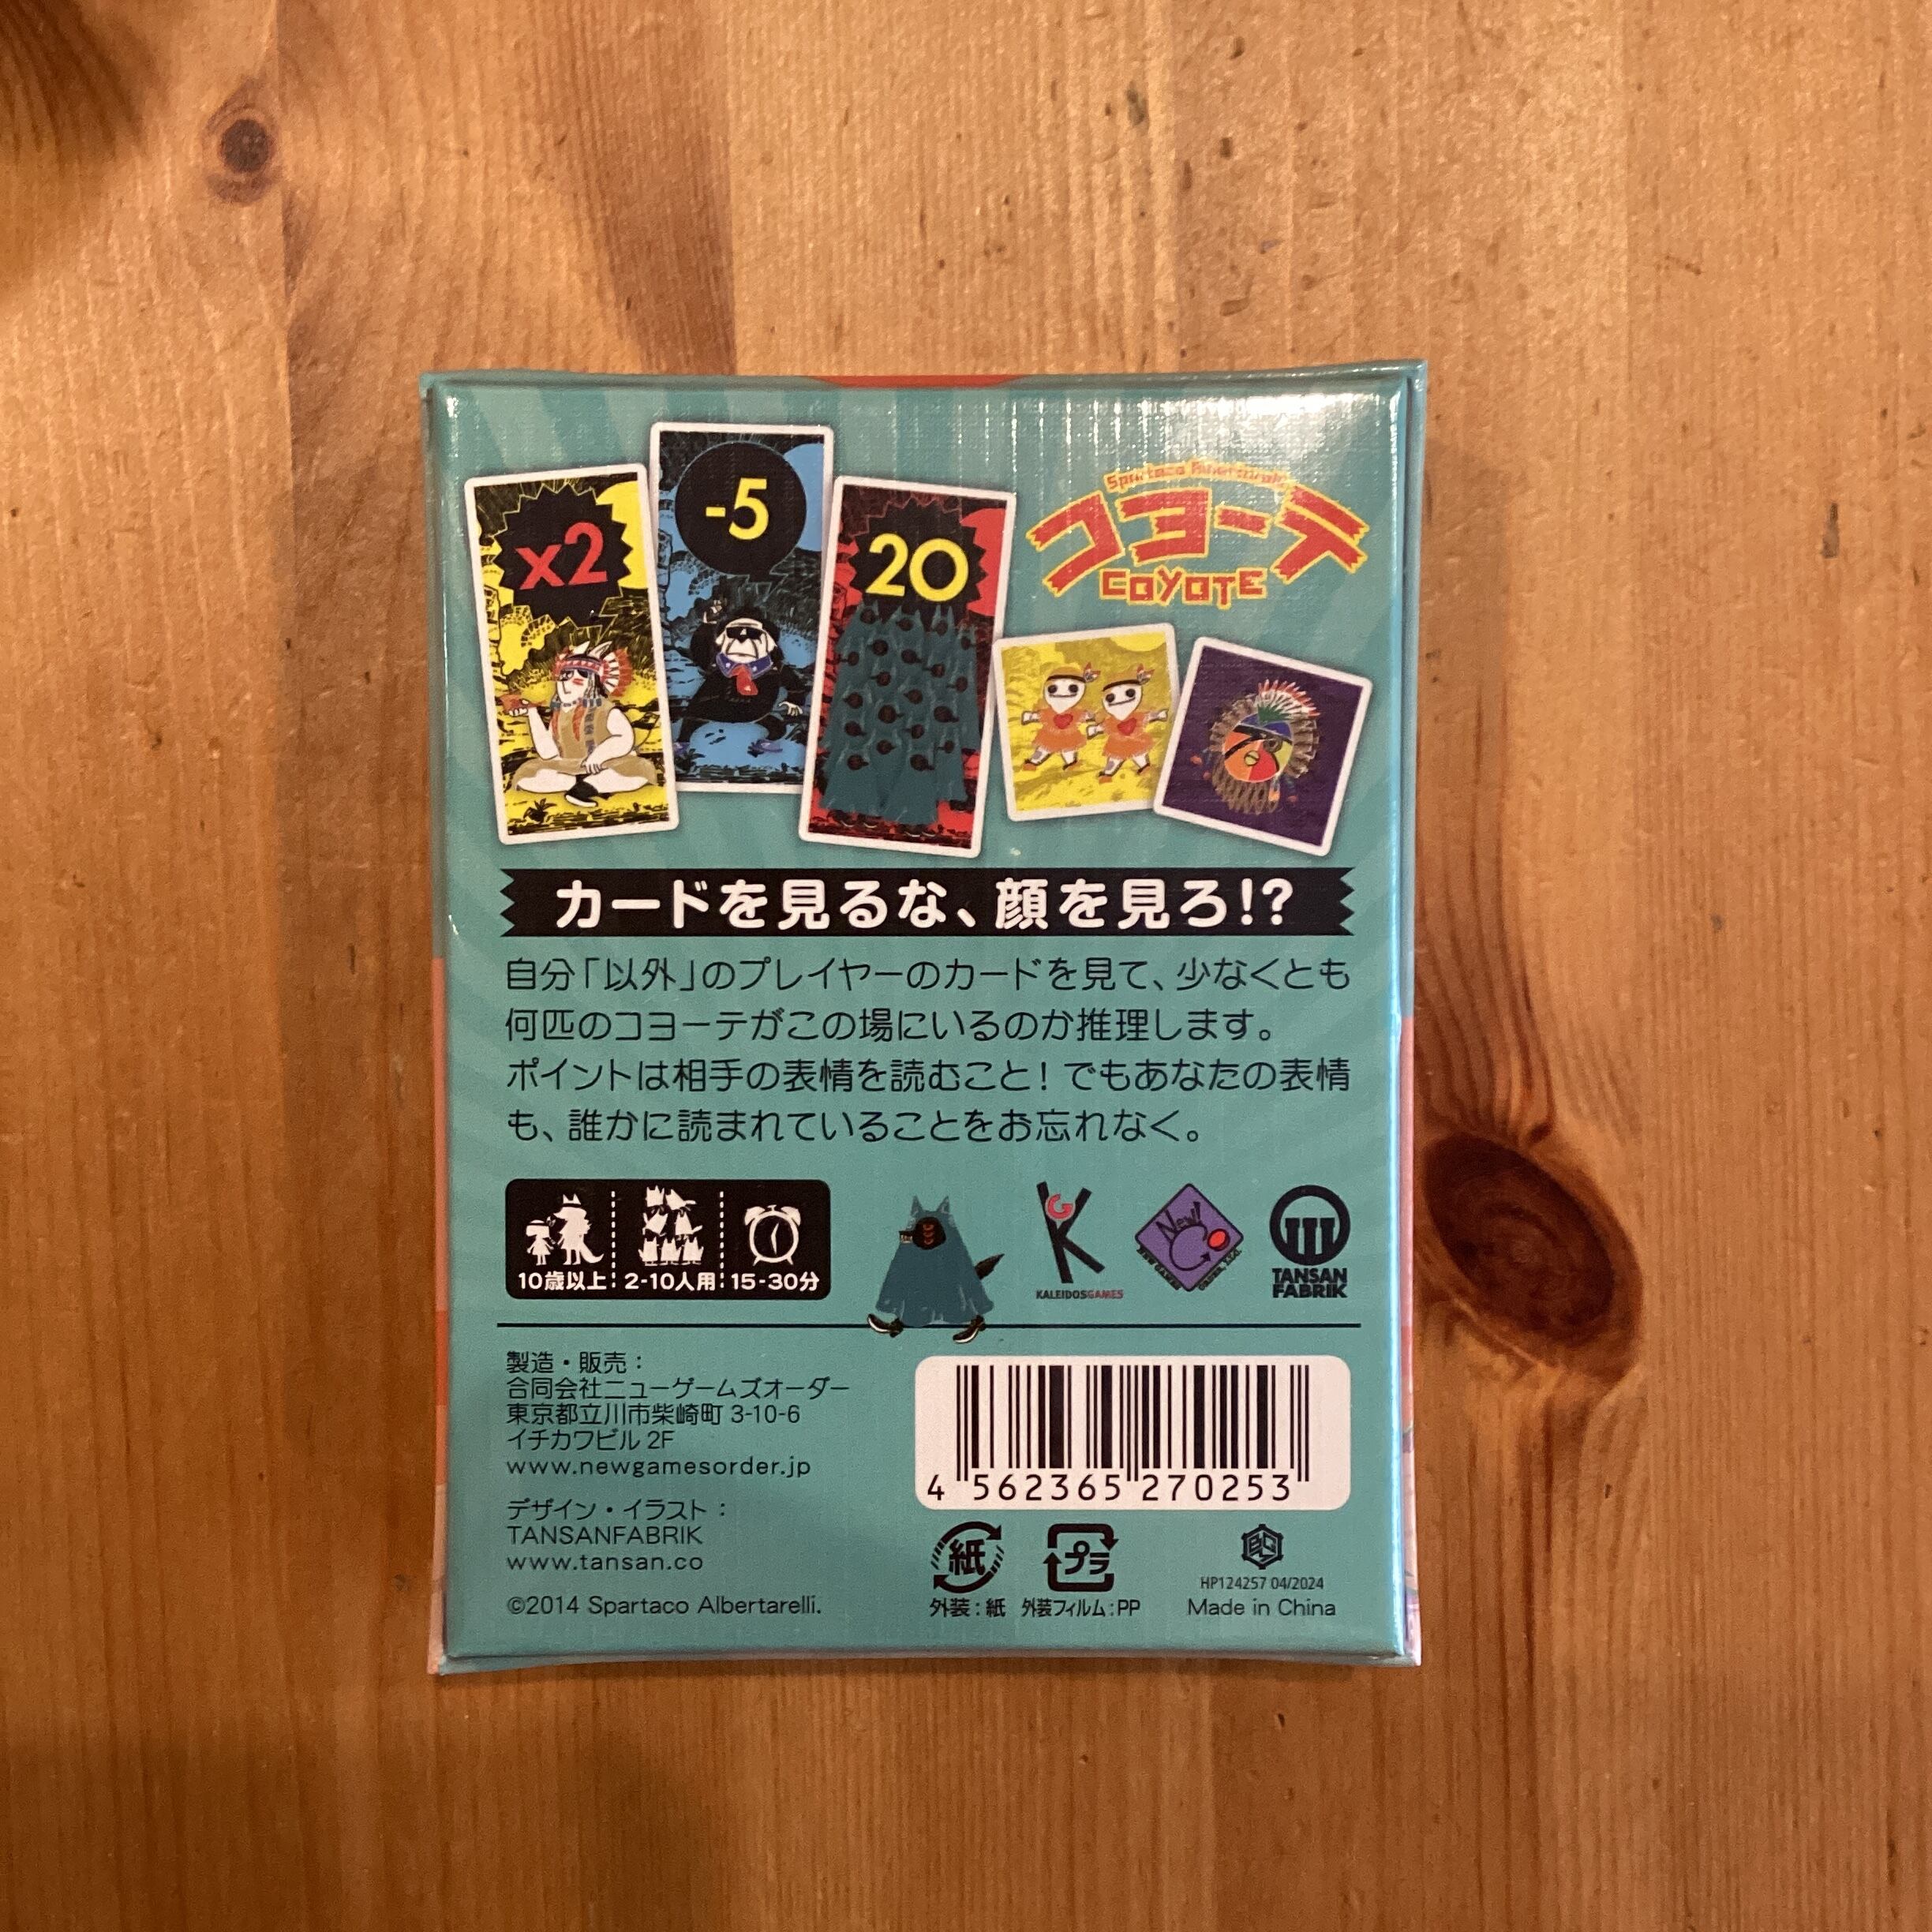 x2
-5
20
Spartaco Albertarelli
コヨーテ
COYOTE
カードを見るな、顔を見ろ!?
自分「以外」のプレイヤーのカードを見て、少なくとも
何匹のコヨーテがこの場にいるのか推理します。
ポイントは相手の表情を読むこと！でもあなたの表情
も、誰かに読まれていることをお忘れなく。
10歳以上
2-10人用
15-30分
KALEIDOSGAMES
New!
TANSAN
FABRIK
製造・販売：
合同会社ニューゲームズオーダー
東京都立川市柴崎町 3-10-6
イチカワビル 2F
www.newgamesorder.jp
デザイン・イラスト：
TANSANFABRIK
www.tansan.co
©2014 Spartaco Albertarelli.
4 562365 270253
紙
外装：紙
プラ
外装フィルム：PP
HP124257 04/2024
Made in China